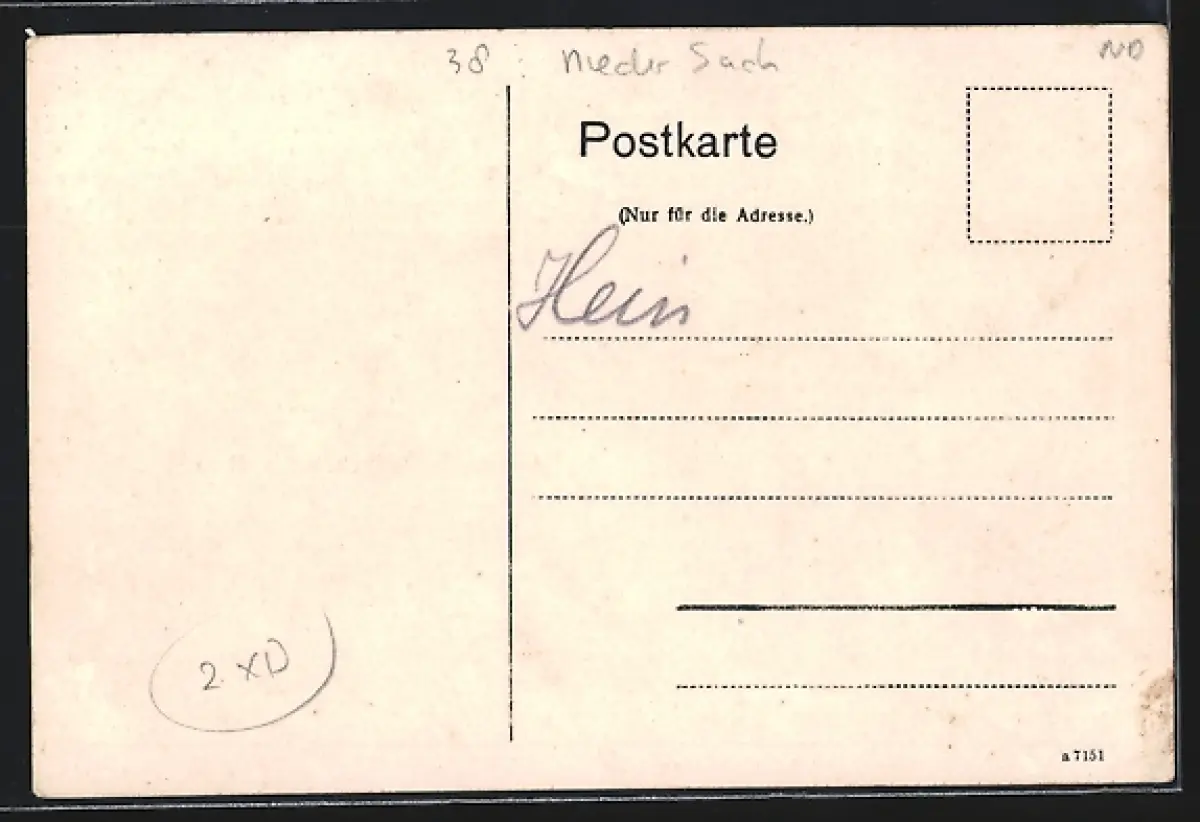 38 : Nieder Sach
ND
Postkarte
(Nur für die Adresse.)
Hein
2 XD
a 7151